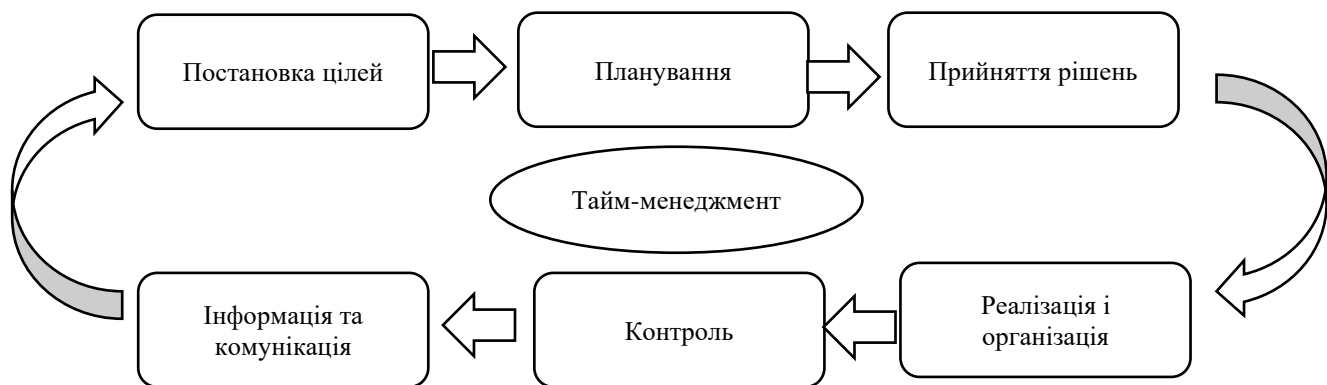 Постановка цілей
Планування
Прийняття рішень
Тайм-менеджмент
Інформація та
комунікація
Контроль
Реалізація і
організація